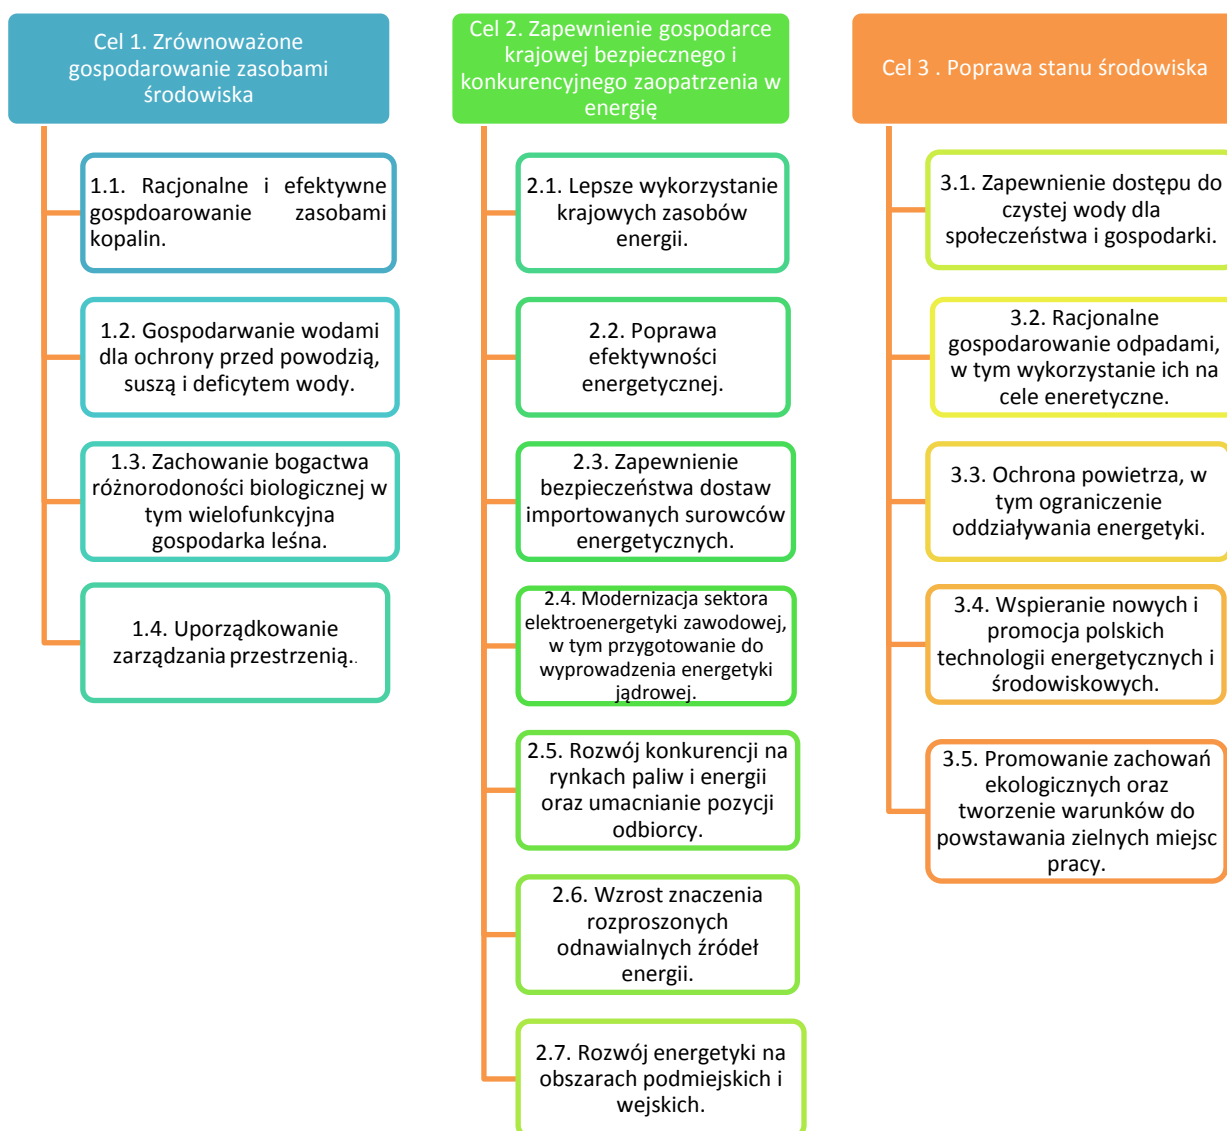 Cel 1. Zrównoważone
gospodarowanie zasobami
środowiska
1.1. Racjonalne i efektywne
gospdoarowanie zasobami
kopalin.
1.2. Gospodarwanie wodami
dla ochrony przed powodzią,
suszą i deficytem wody.
1.3. Zachowanie bogactwa
różnorodoności biologicznej w
tym wielofunkcyjna
gospodarka leśna.
1.4. Uporządkowanie
zarządzania przestrzenią..
Cel 2. Zapewnienie gospodarce
krajowej bezpiecznego i
konkurencyjnego zaopatrzenia w
energię
2.1. Lepsze wykorzystanie
krajowych zasobów
energii.
2.2. Poprawa
efektywności
energetycznej.
2.3. Zapewnienie
bezpieczeństwa dostaw
importowanych surowców
energetycznych.
2.4. Modernizacja sektora
elektroenergetyki zawodowej,
w tym przygotowanie do
wyprowadzenia energetyki
jądrowej.
2.5. Rozwój konkurencji na
rynkach paliw i energii
oraz umacnianie pozycji
odbiorcy.
2.6. Wzrost znaczenia
rozproszonych
odnawialnych źródeł
energii.
2.7. Rozwój energetyki na
obszarach podmiejskich i
wejskich.
Cel 3 . Poprawa stanu środowiska
3.1. Zapewnienie dostępu do
czystej wody dla
społeczeństwa i gospodarki.
3.2. Racjonalne
gospodarowanie odpadami,
w tym wykorzystanie ich na
cele eneretyczne.
3.3. Ochrona powietrza, w
tym ograniczenie
oddziaływania energetyki.
3.4. Wspieranie nowych i
promocja polskich
technologii energetycznych i
środowiskowych.
3.5. Promowanie zachowań
ekologicznych oraz
tworzenie warunków do
powstawania zielnych miejsc
pracy.